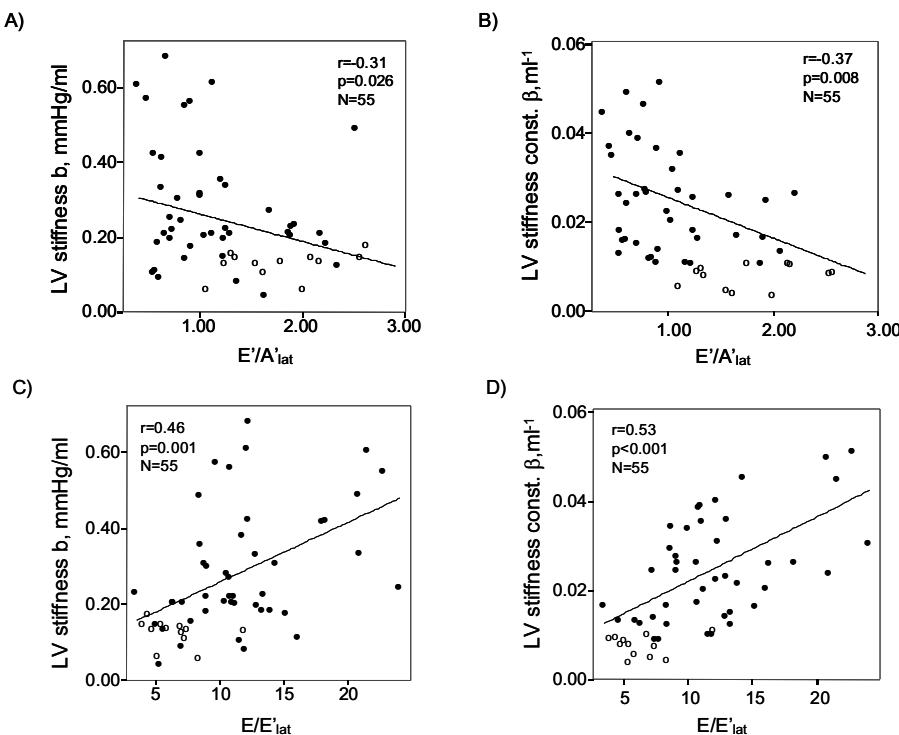 A)
LV stiffness b, mmHg/ml
0.60
0.40
0.20
0.00
r=-0.31
p=0.026
N=55
1.00 2.00 3.00
E'/A'lat
B)
LV stiffness const. β,ml-1
0.06
0.04
0.02
0.00
r=-0.37
p=0.008
N=55
1.00 2.00 3.00
E'/A'lat
C)
LV stiffness b, mmHg/ml
0.60
0.40
0.20
0.00
r=0.46
p=0.001
N=55
5 10 15 20
E/E'lat
D)
LV stiffness const. β,ml-1
0.06
0.04
0.02
0.00
r=0.53
p<0.001
N=55
5 10 15 20
E/E'lat